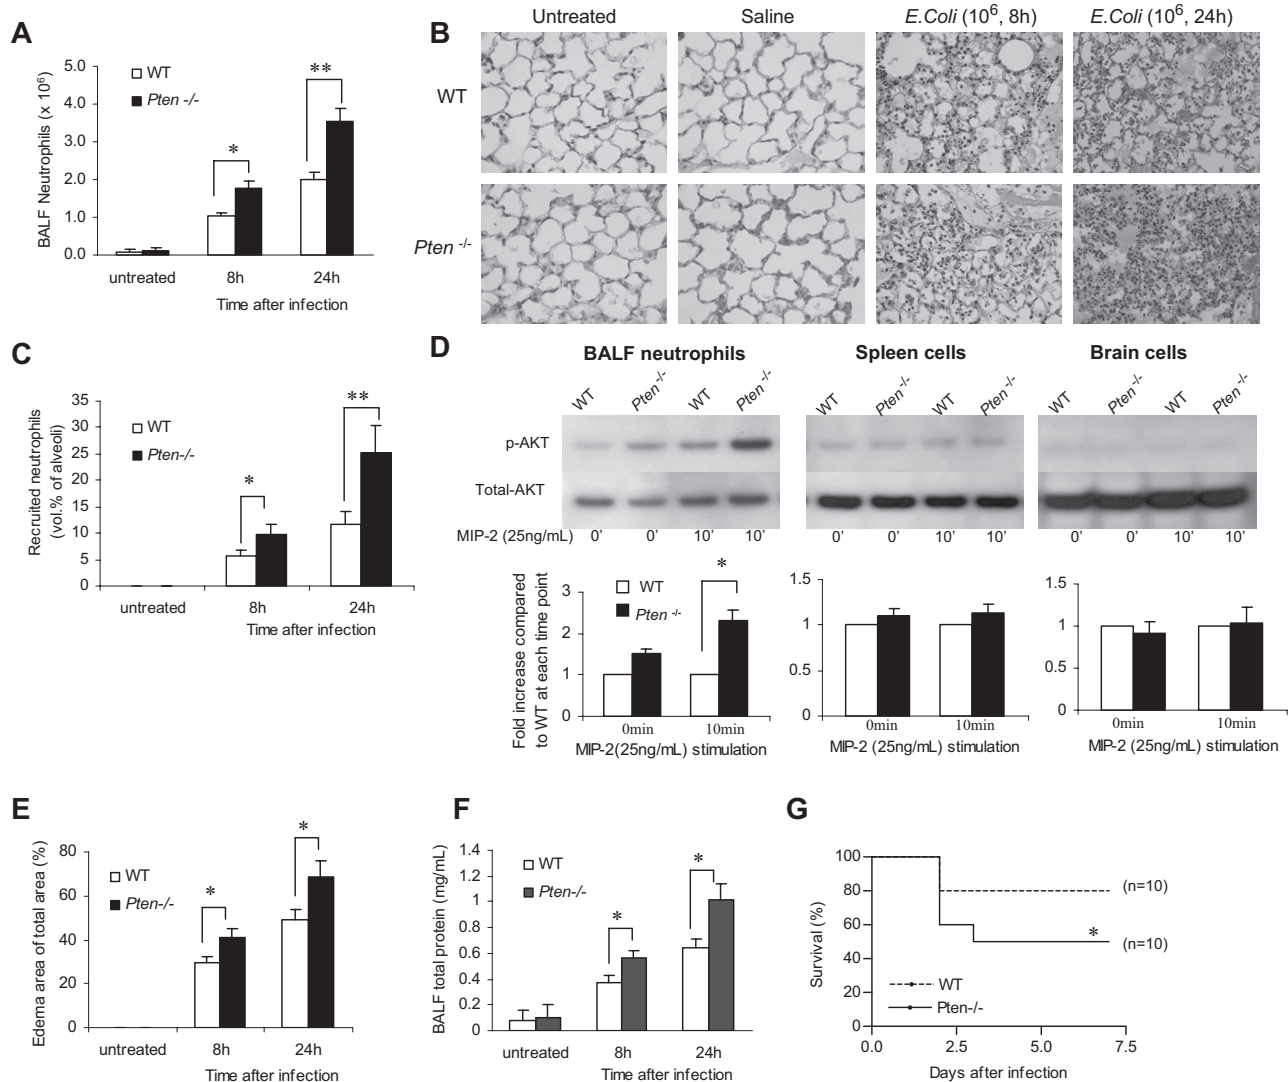 A
BALF Neutrophils (x 10⁶)
5.0
4.0
3.0
2.0
1.0
0.0
WT
Pten -/-
*
**
untreated 8h 24h
Time after infection
B
Untreated Saline E.Coli (10⁶, 8h) E.Coli (10⁶, 24h)
WT
Pten -/-
C
Recruited neutrophils
(vol.% of alveoli)
35
30
25
20
15
10
5
0
WT
Pten-/-
*
**
untreated 8h 24h
Time after infection
D
BALF neutrophils Spleen cells Brain cells
WT Pten-/- WT Pten-/- WT Pten-/- WT Pten-/- WT Pten-/- WT Pten-/-
p-AKT
Total-AKT
MIP-2 (25ng/mL) 0' 0' 10' 10' 0' 0' 10' 10' 0' 0' 10' 10'
Fold increase compared
to WT at each time point
3
2
1
0
WT
Pten -/-
*
0min 10min
MIP-2(25ng/mL) stimulation
1.5
1
0.5
0
0min 10min
MIP-2 (25ng/mL) stimulation
1.5
1
0.5
0
0min 10min
MIP-2 (25ng/mL) stimulation
E
Edema area of total area (%)
80
60
40
20
0
WT
Pten-/-
*
*
untreated 8h 24h
Time after infection
F
BALF total protein (mg/mL)
1.4
1.2
1
0.8
0.6
0.4
0.2
0
WT
Pten-/-
*
*
untreated 8h 24h
Time after infection
G
Survival (%)
100
80
60
40
20
0
(n=10)
*
(n=10)
WT
Pten-/-
0.0 2.5 5.0 7.5
Days after infection